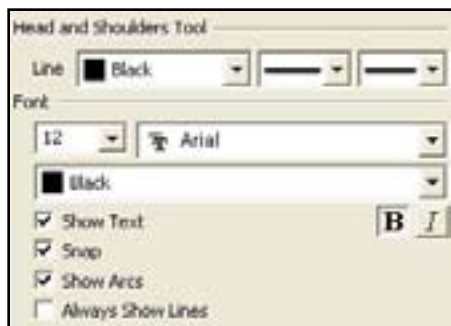 Head and Shoulders Tool
Line Black
Font
12 Arial
Black
Show Text B I
Snap
Show Arcs
Always Show Lines